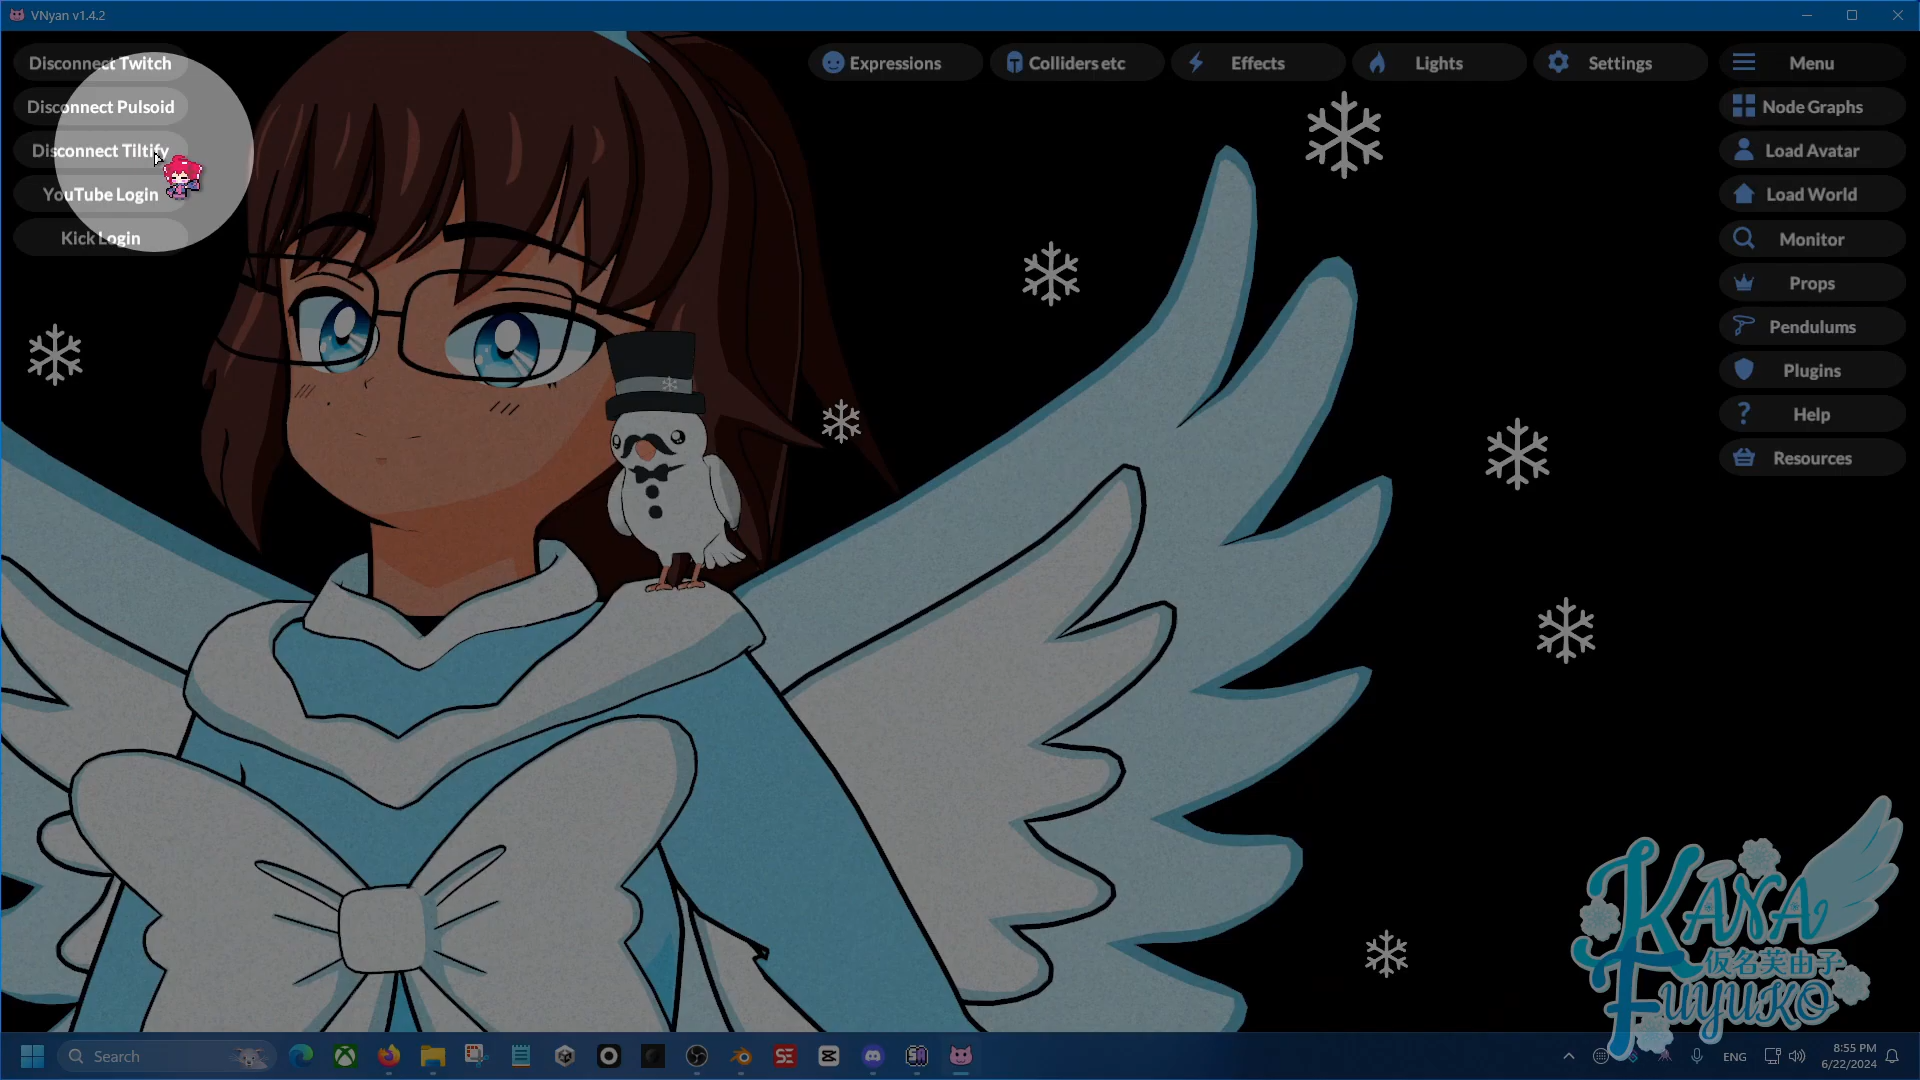 VNyan v1.4.2
Disconnect Twitch
Disconnect Pulsoid
Disconnect Tiltify
YouTube Login
Kick Login
Expressions
Colliders etc
Effects
Lights
Settings
Menu
Node Graphs
Load Avatar
Load World
Monitor
Props
Pendulums
Plugins
Help
Resources
KANA
仮名芙由子
FUYUKO
Search
SE
ENG
8:55 PM
6/22/2024